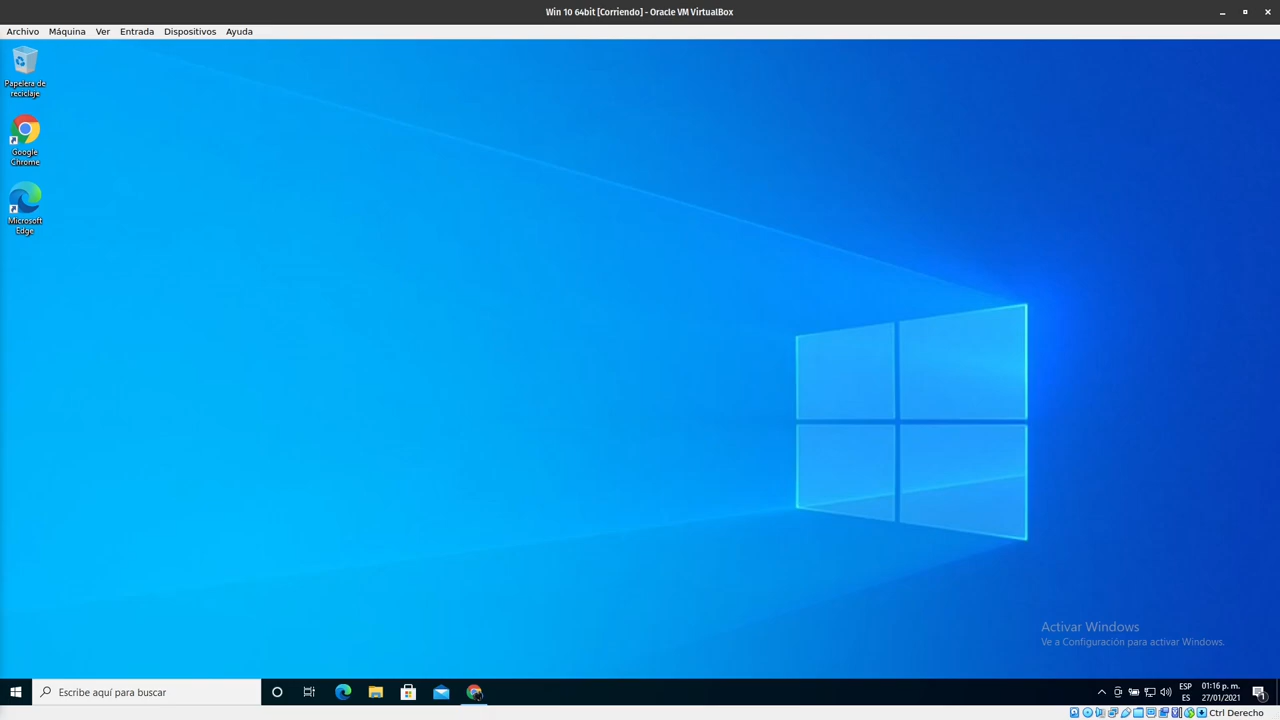 Win 10 64bit [Corriendo] - Oracle VM VirtualBox
Archivo Máquina Ver Entrada Dispositivos Ayuda
Papelera de
reciclaje
Google
Chrome
Microsoft
Edge
Activar Windows
Ve a Configuración para activar Windows.
Escribe aquí para buscar
ESP
ES
01:16 p. m.
27/01/2021
1
Ctrl Derecho